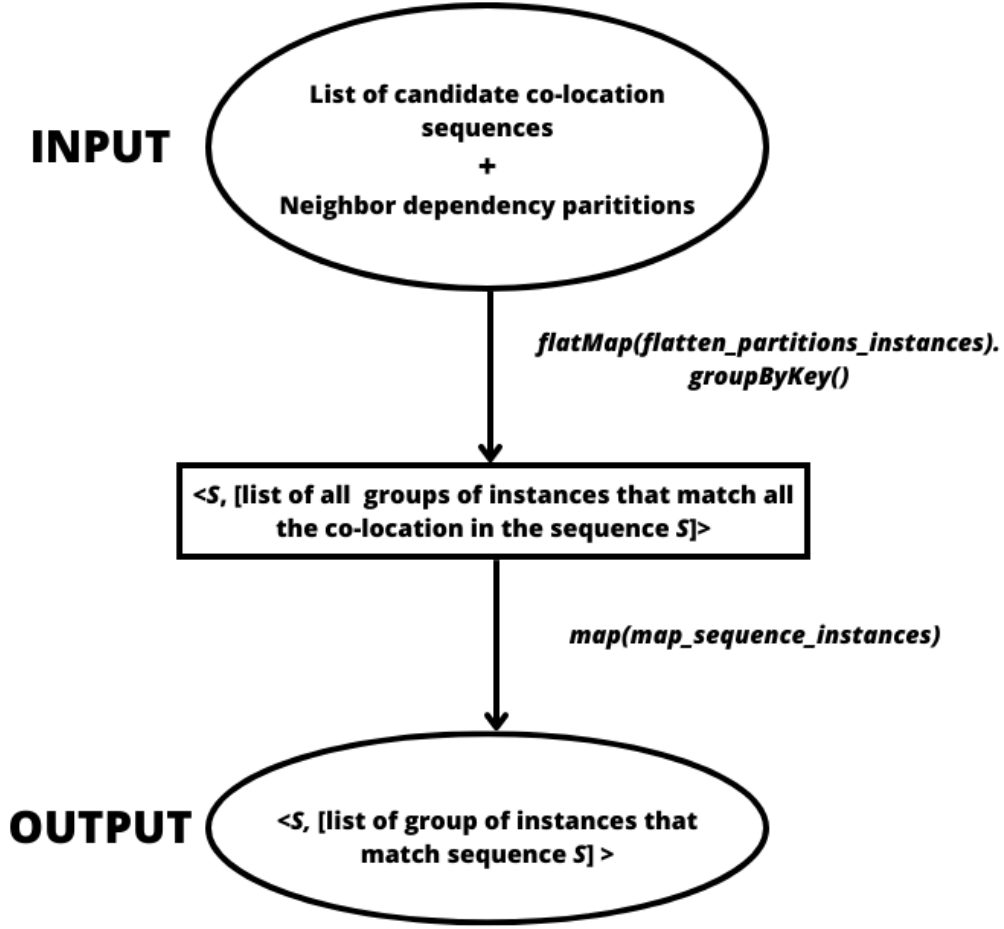 INPUT
List of candidate co-location
sequences
+
Neighbor dependency parititions
flatMap(flatten_partitions_instances).
groupByKey()
<S, [list of all groups of instances that match all
the co-location in the sequence S]>
map(map_sequence_instances)
OUTPUT
<S, [list of group of instances that
match sequence S] >